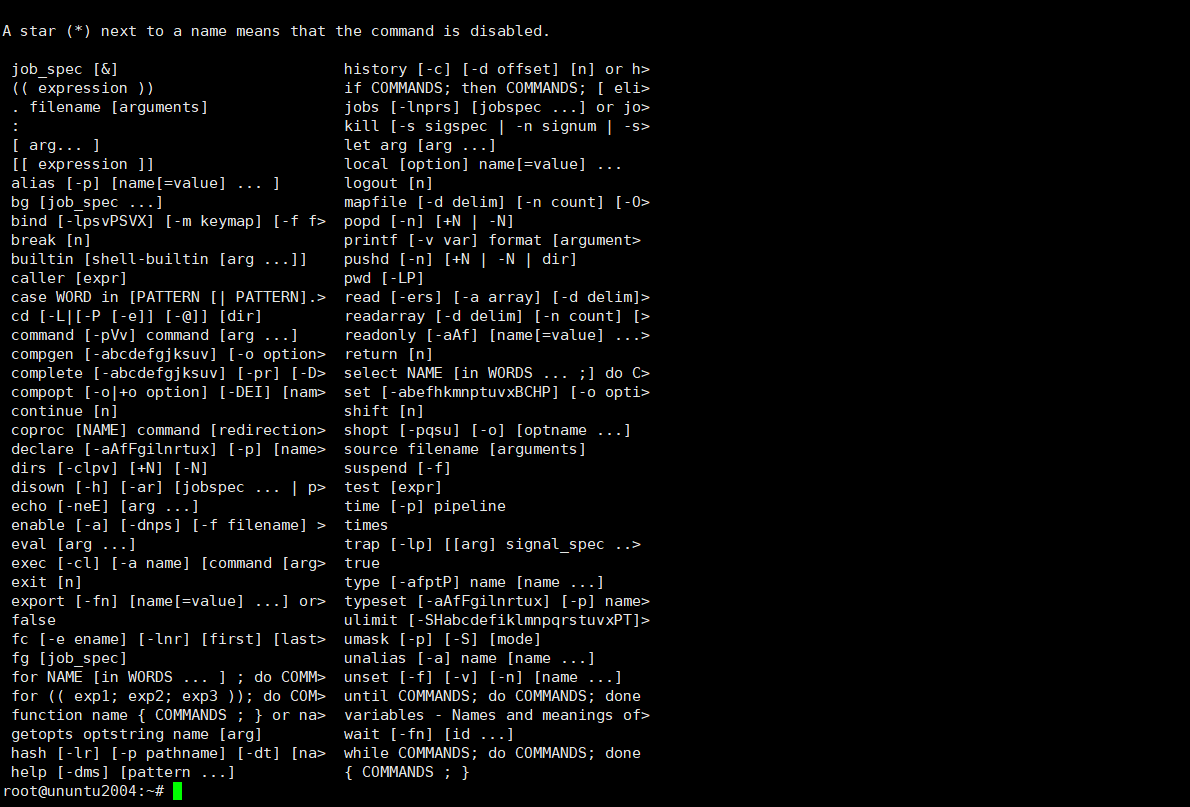 A star (*) next to a name means that the command is disabled.
job_spec [&]                            history [-c] [-d offset] [n] or h>
(( expression ))                        if COMMANDS; then COMMANDS; [ eli>
. filename [arguments]                  jobs [-lnprs] [jobspec ...] or jo>
:                                       kill [-s sigspec | -n signum | -s>
[ arg... ]                              let arg [arg ...]
[[ expression ]]                        local [option] name[=value] ...
alias [-p] [name[=value] ... ]          logout [n]
bg [job_spec ...]                       mapfile [-d delim] [-n count] [-O>
bind [-lpsvPSVX] [-m keymap] [-f f>     popd [-n] [+N | -N]
break [n]                               printf [-v var] format [argument>
builtin [shell-builtin [arg ...]]       pushd [-n] [+N | -N | dir]
caller [expr]                           pwd [-LP]
case WORD in [PATTERN [| PATTERN].>     read [-ers] [-a array] [-d delim]>
cd [-L|[-P [-e]] [-@]] [dir]            readarray [-d delim] [-n count] [>
command [-pVv] command [arg ...]        readonly [-aAf] [name[=value] ...>
compgen [-abcdefgjksuv] [-o option>     return [n]
complete [-abcdefgjksuv] [-pr] [-D>     select NAME [in WORDS ... ;] do C>
compopt [-o|+o option] [-DEI] [nam>     set [-abefhkmnptuvxBCHP] [-o opti>
continue [n]                            shift [n]
coproc [NAME] command [redirection>     shopt [-pqsu] [-o] [optname ...]
declare [-aAfFgilnrtux] [-p] [name>     source filename [arguments]
dirs [-clpv] [+N] [-N]                  suspend [-f]
disown [-h] [-ar] [jobspec ... | p>     test [expr]
echo [-neE] [arg ...]                   time [-p] pipeline
enable [-a] [-dnps] [-f filename] >     times
eval [arg ...]                          trap [-lp] [[arg] signal_spec ..>
exec [-cl] [-a name] [command [arg>     true
exit [n]                                type [-afptP] name [name ...]
export [-fn] [name[=value] ...] or>     typeset [-aAfFgilnrtux] [-p] name>
false                                   ulimit [-SHabcdefiklmnpqrstuvxPT]>
fc [-e ename] [-lnr] [first] [last>     umask [-p] [-S] [mode]
fg [job_spec]                           unalias [-a] name [name ...]
for NAME [in WORDS ... ] ; do COMM>     unset [-f] [-v] [-n] [name ...]
for (( exp1; exp2; exp3 )); do COM>     until COMMANDS; do COMMANDS; done
function name { COMMANDS ; } or na>     variables - Names and meanings of>
getopts optstring name [arg]            wait [-fn] [id ...]
hash [-lr] [-p pathname] [-dt] [na>     while COMMANDS; do COMMANDS; done
help [-dms] [pattern ...]               { COMMANDS ; }
root@ununtu2004:~#